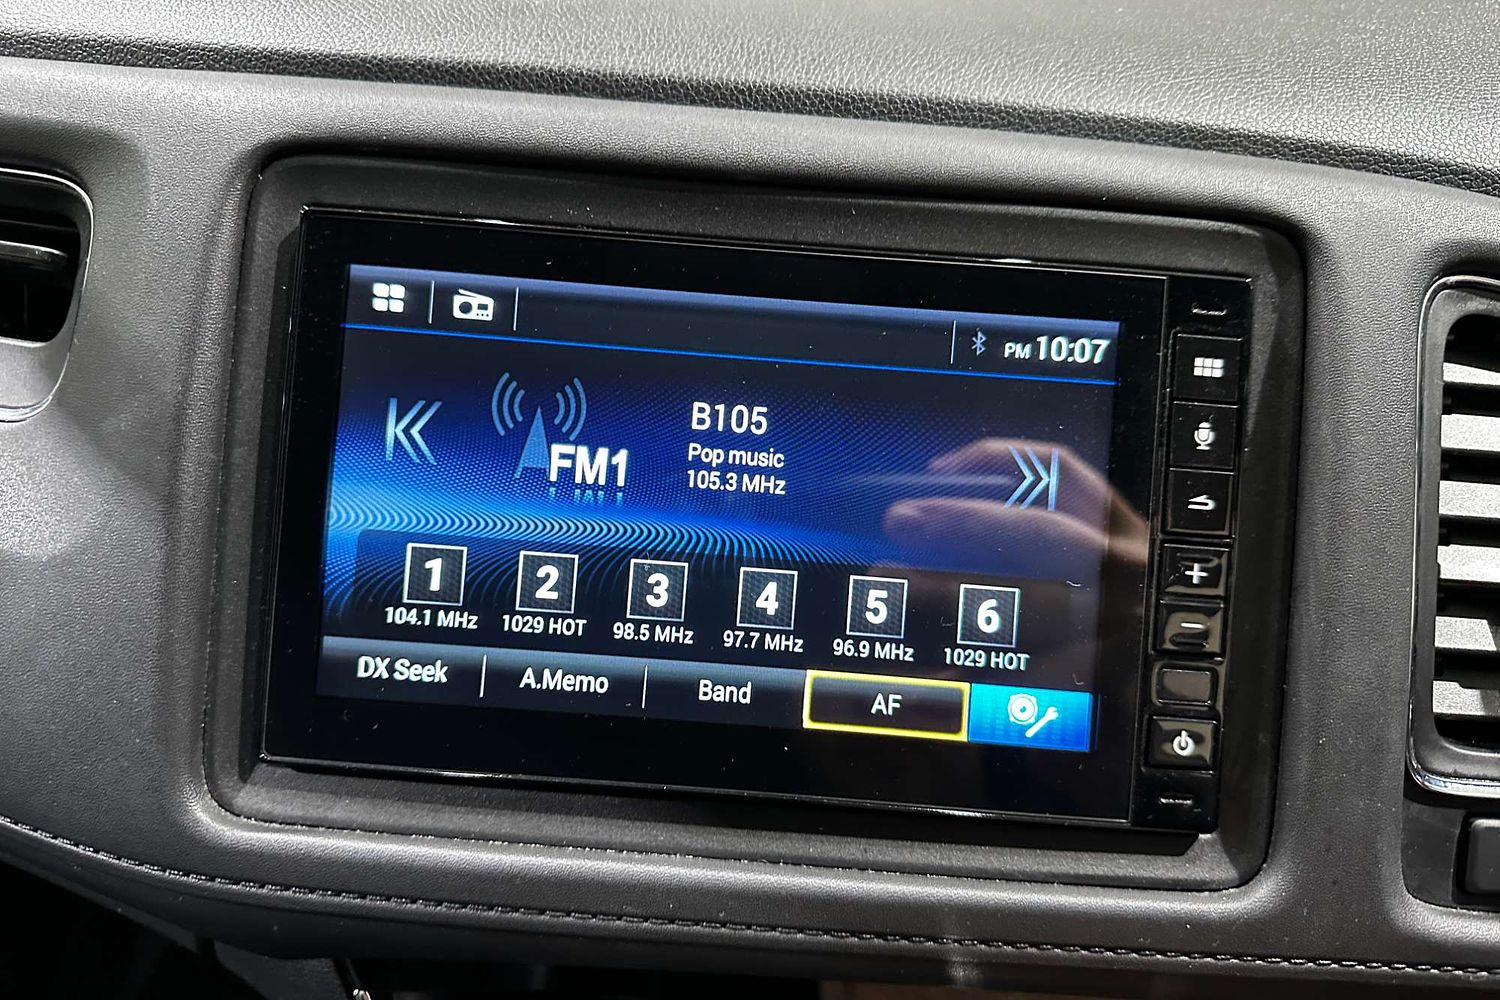 PM 10:07
B105
FM1
Pop music
105.3 MHz
1 2 3 4 5 6
104.1 MHz 1029 HOT 98.5 MHz 97.7 MHz 96.9 MHz 1029 HOT
DX Seek A.Memo Band AF